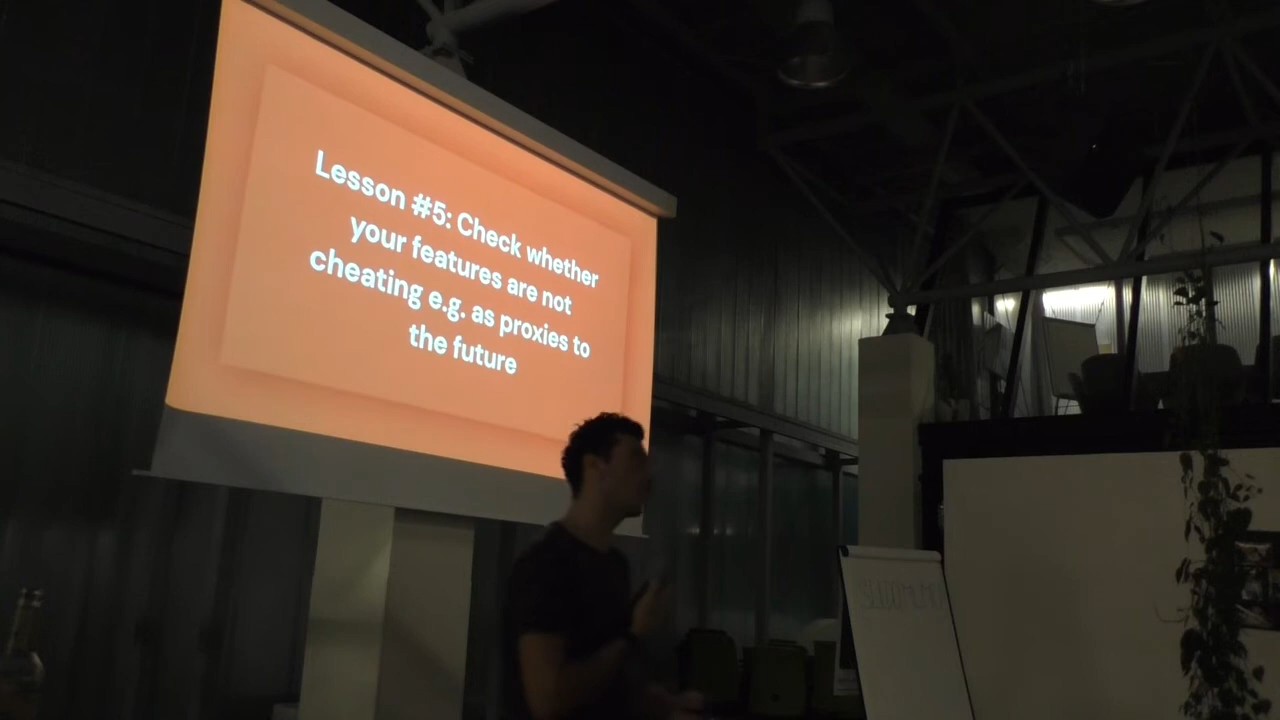 Lesson #5: Check whether
your features are not
cheating e.g. as proxies to
the future